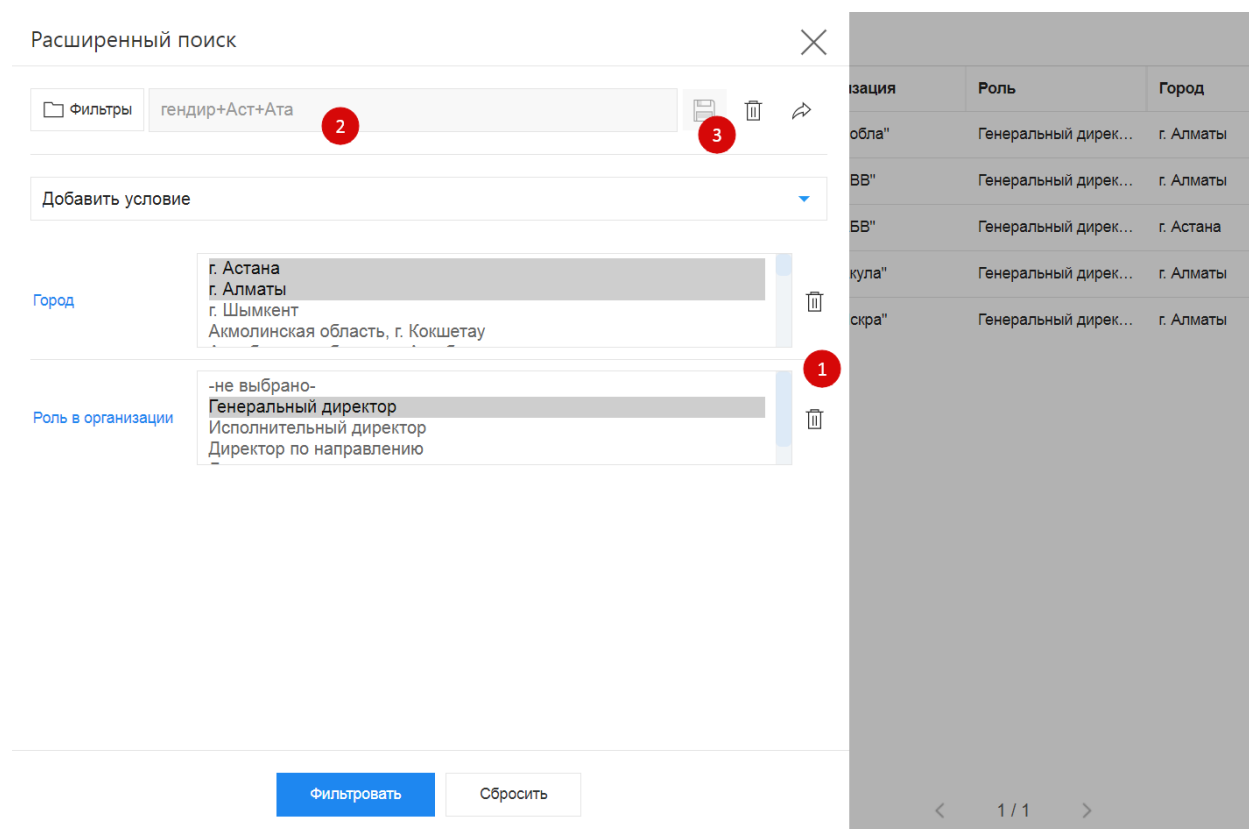 Расширенный поиск
Фильтры
гендир+Аст+Ата
2
3
Добавить условие
Город
г. Астана
г. Алматы
г. Шымкент
Акмолинская область, г. Кокшетау
1
Роль в организации
-не выбрано-
Генеральный директор
Исполнительный директор
Директор по направлению
Фильтровать
Сбросить
изация Роль Город
обла" Генеральный дирек... г. Алматы
ВВ" Генеральный дирек... г. Алматы
БВ" Генеральный дирек... г. Астана
кула" Генеральный дирек... г. Алматы
скра" Генеральный дирек... г. Алматы
< 1 / 1 >